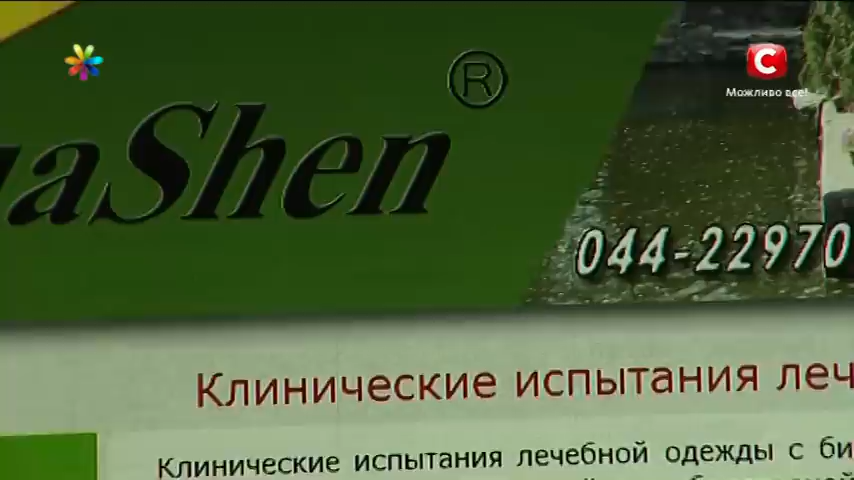 С
Можливо все!
R
aShen
044-22970
Клинические испытания леч
Клинические испытания лечебной одежды с би